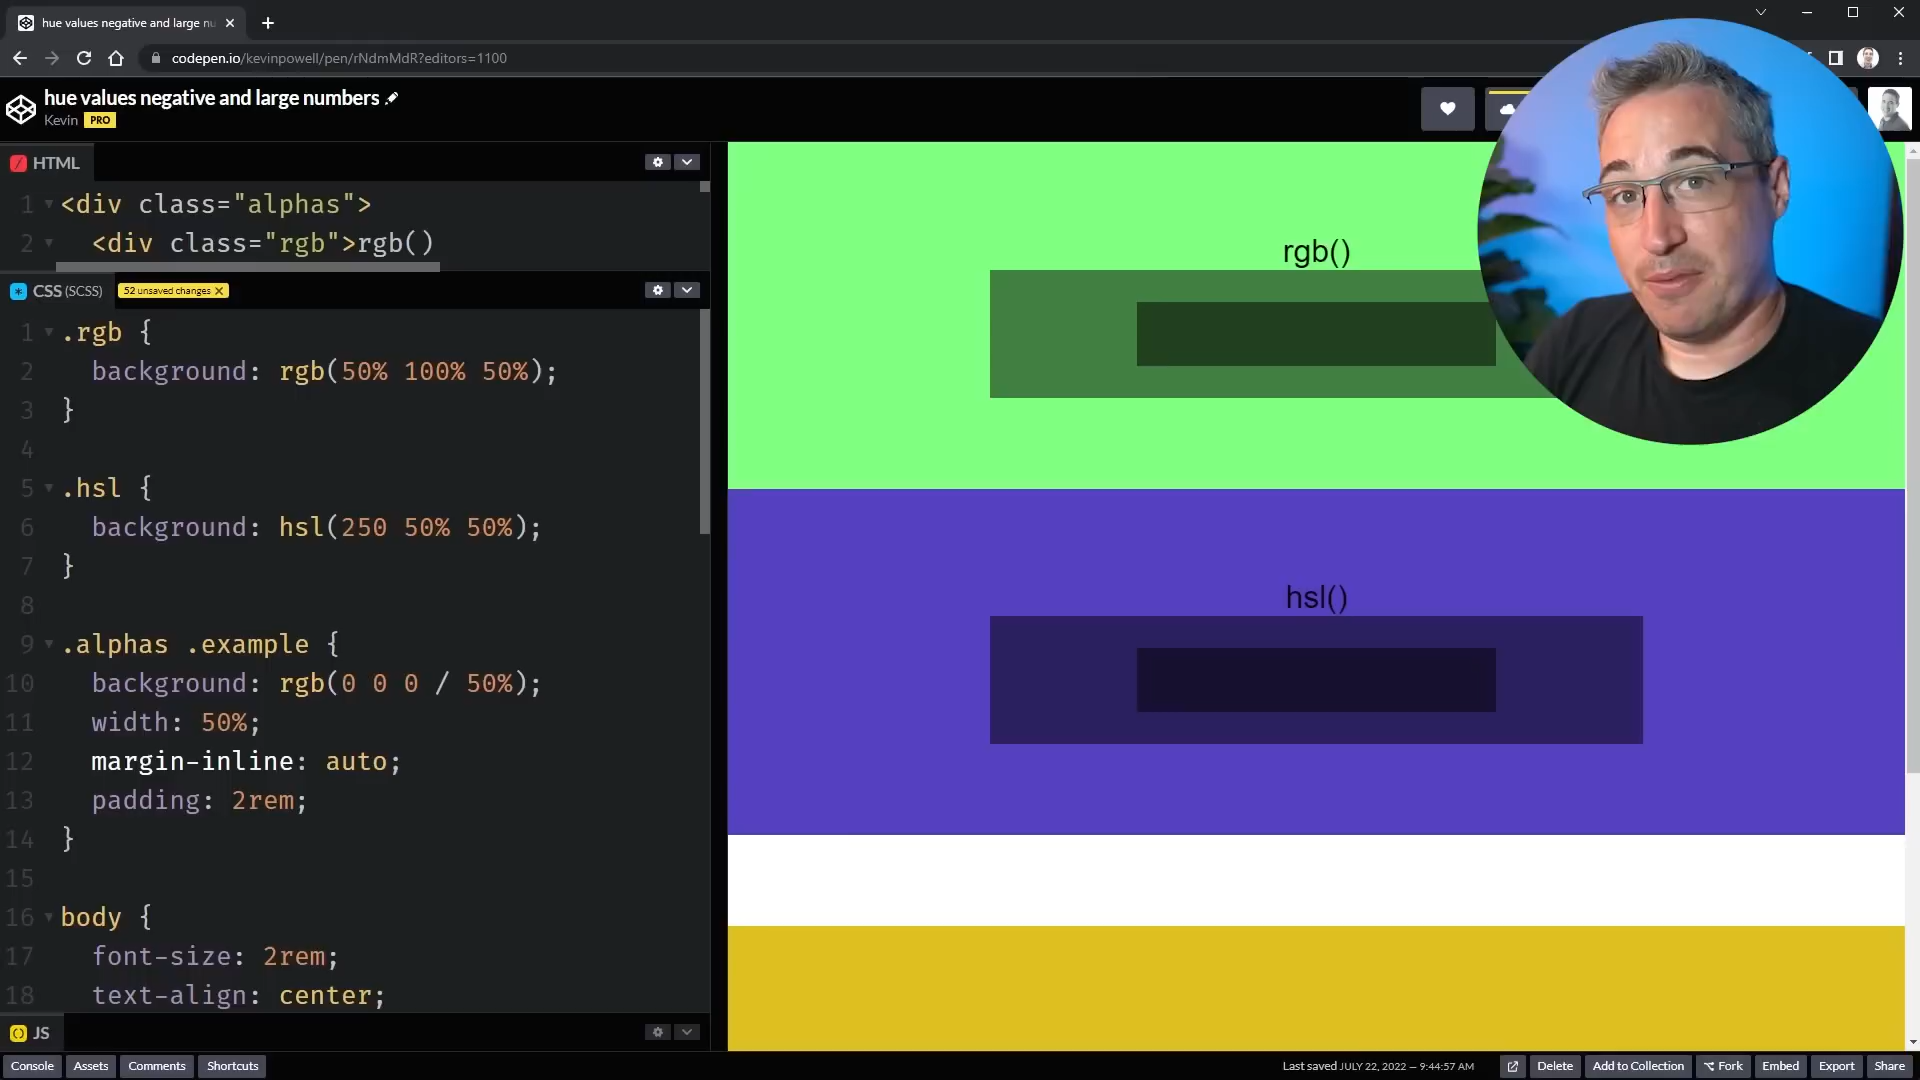 hue values negative and large nu
codepen.io/kevinpowell/pen/rNdmMdR?editors=1100
hue values negative and large numbers
Kevin PRO
HTML
1 <div class="alphas">
2 <div class="rgb">rgb()
CSS (SCSS) 52 unsaved changes
1 .rgb {
2 background: rgb(50% 100% 50%);
3 }
4
5 .hsl {
6 background: hsl(250 50% 50%);
7 }
8
9 .alphas .example {
10 background: rgb(0 0 0 / 50%);
11 width: 50%;
12 margin-inline: auto;
13 padding: 2rem;
14 }
15
16 body {
17 font-size: 2rem;
18 text-align: center;
JS
rgb()
hsl()
Console Assets Comments Shortcuts Last saved JULY 22, 2022 — 9:44:57 AM Delete Add to Collection Fork Embed Export Share